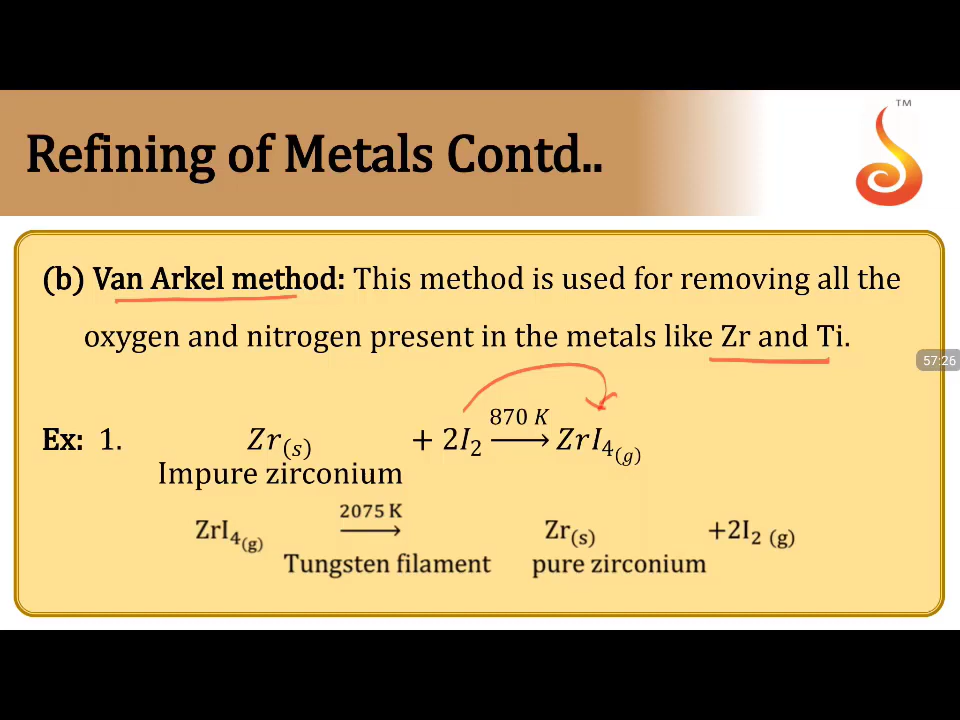 TM
Refining of Metals Contd..
(b) Van Arkel method: This method is used for removing all the
oxygen and nitrogen present in the metals like Zr and Ti.
57:26
Ex: 1. Zr(s) + 2I₂ —870 K→ ZrI₄(g)
Impure zirconium
ZrI₄(g) —2075 K→ Zr(s) +2I₂ (g)
Tungsten filament pure zirconium